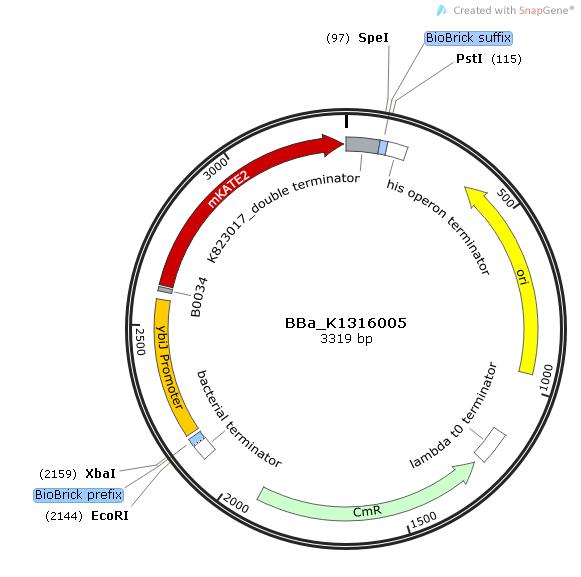 Created with SnapGene®
(97) SpeI
BioBrick suffix
PstI (115)
3000
500
mKATE2
K823017_double terminator
his operon terminator
ori
B0034
BBa_K1316005
3319 bp
2500
ybiJ Promoter
1000
bacterial terminator
lambda t0 terminator
(2159) XbaI
BioBrick prefix
(2144) EcoRI
2000
CmR
1500